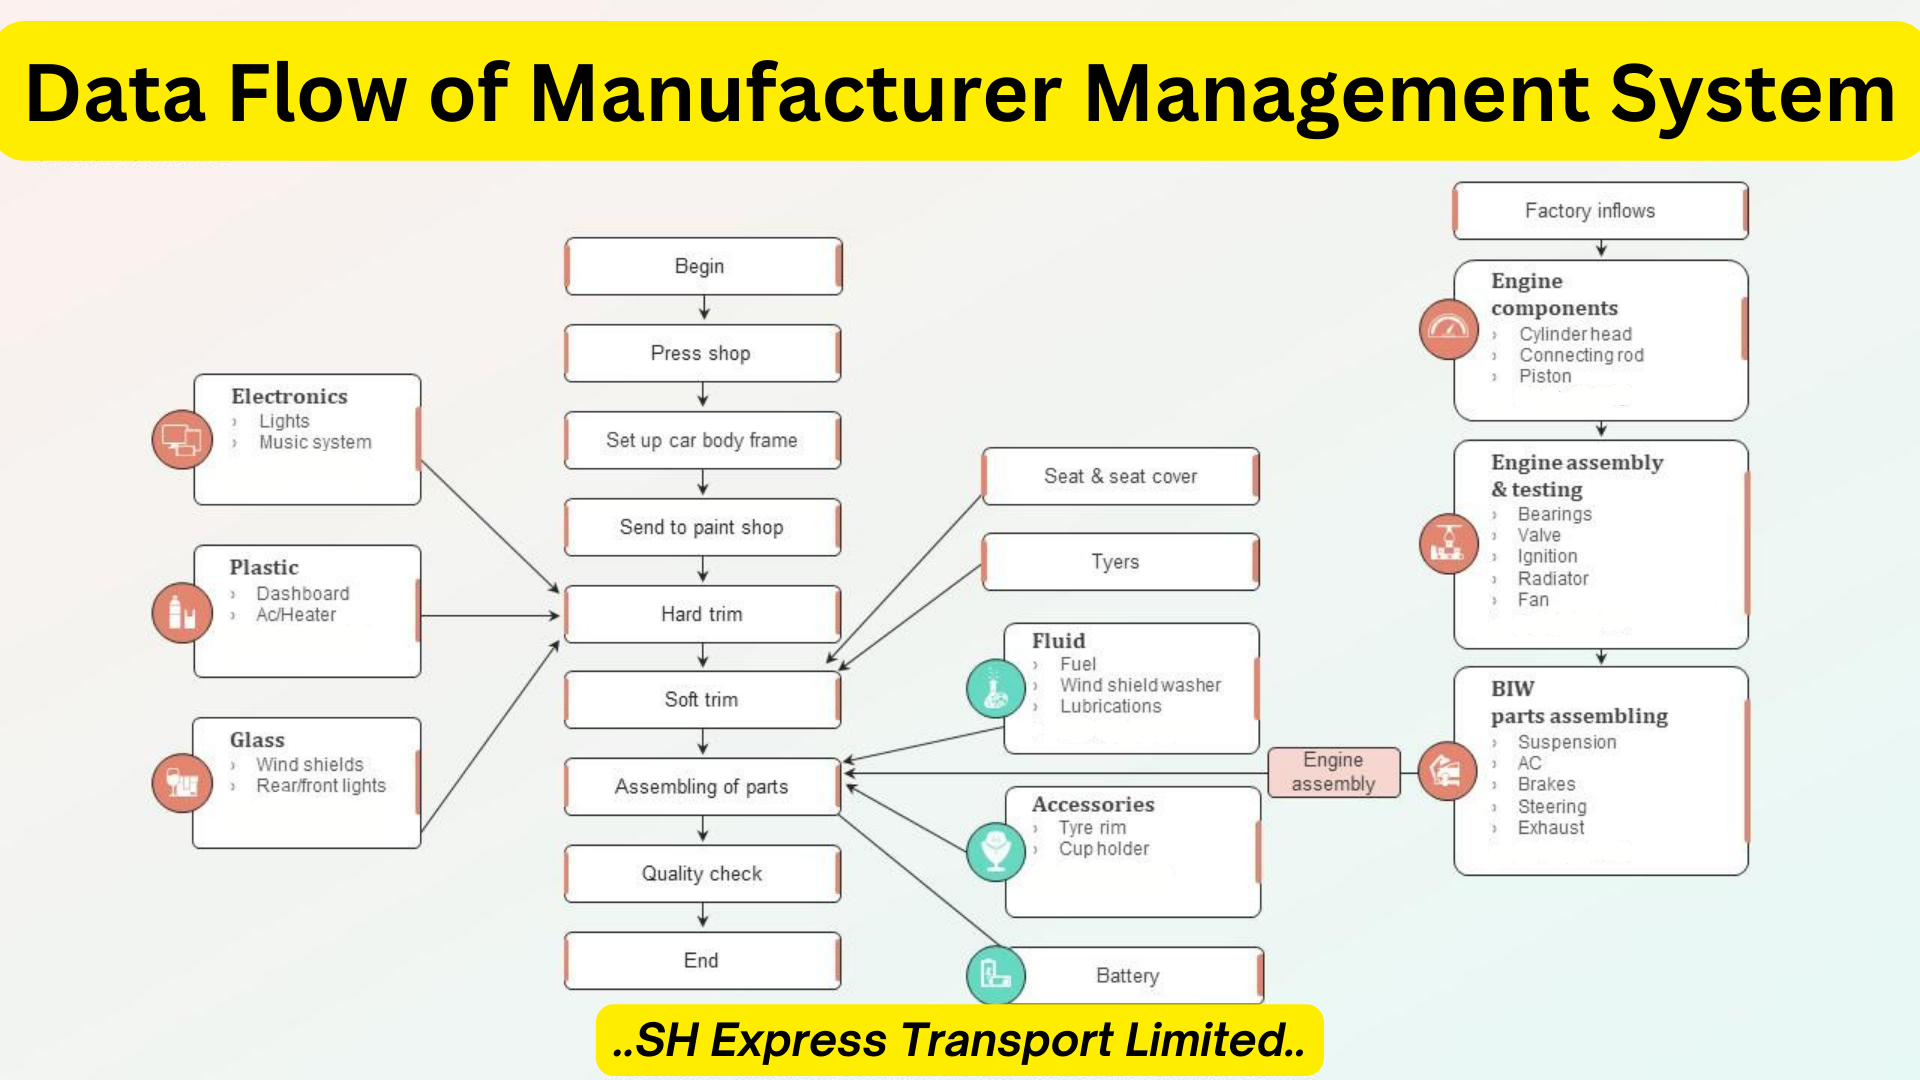 Data Flow of Manufacturer Management System
Begin
Press shop
Set up car body frame
Send to paint shop
Hard trim
Soft trim
Assembling of parts
Quality check
End
Electronics
› Lights
› Music system
Plastic
› Dashboard
› Ac/Heater
Glass
› Wind shields
› Rear/front lights
Seat & seat cover
Tyers
Fluid
› Fuel
› Wind shield washer
› Lubrications
Accessories
› Tyre rim
› Cup holder
Battery
Engine
assembly
Factory inflows
Engine
components
› Cylinder head
› Connecting rod
› Piston
Engine assembly
& testing
› Bearings
› Valve
› Ignition
› Radiator
› Fan
BIW
parts assembling
› Suspension
› AC
› Brakes
› Steering
› Exhaust
..SH Express Transport Limited..